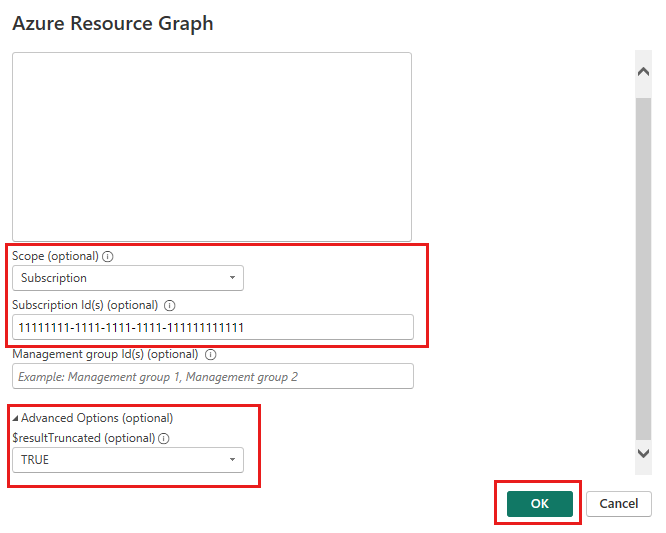 Azure Resource Graph
Scope (optional)
Subscription
Subscription Id(s) (optional)
11111111-1111-1111-1111-111111111111
Management group Id(s) (optional)
Example: Management group 1, Management group 2
Advanced Options (optional)
$resultTruncated (optional)
TRUE
OK Cancel